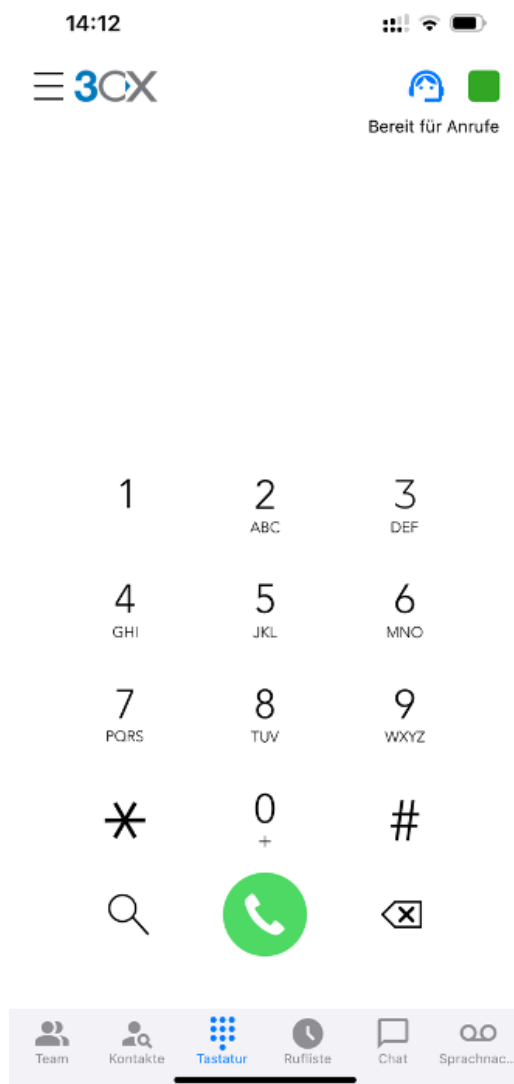 14:12
3CX
Bereit für Anrufe
1
2
ABC
3
DEF
4
GHI
5
JKL
6
MNO
7
PQRS
8
TUV
9
WXYZ
*
0
+
#
Team
Kontakte
Tastatur
Rufliste
Chat
Sprachnac...